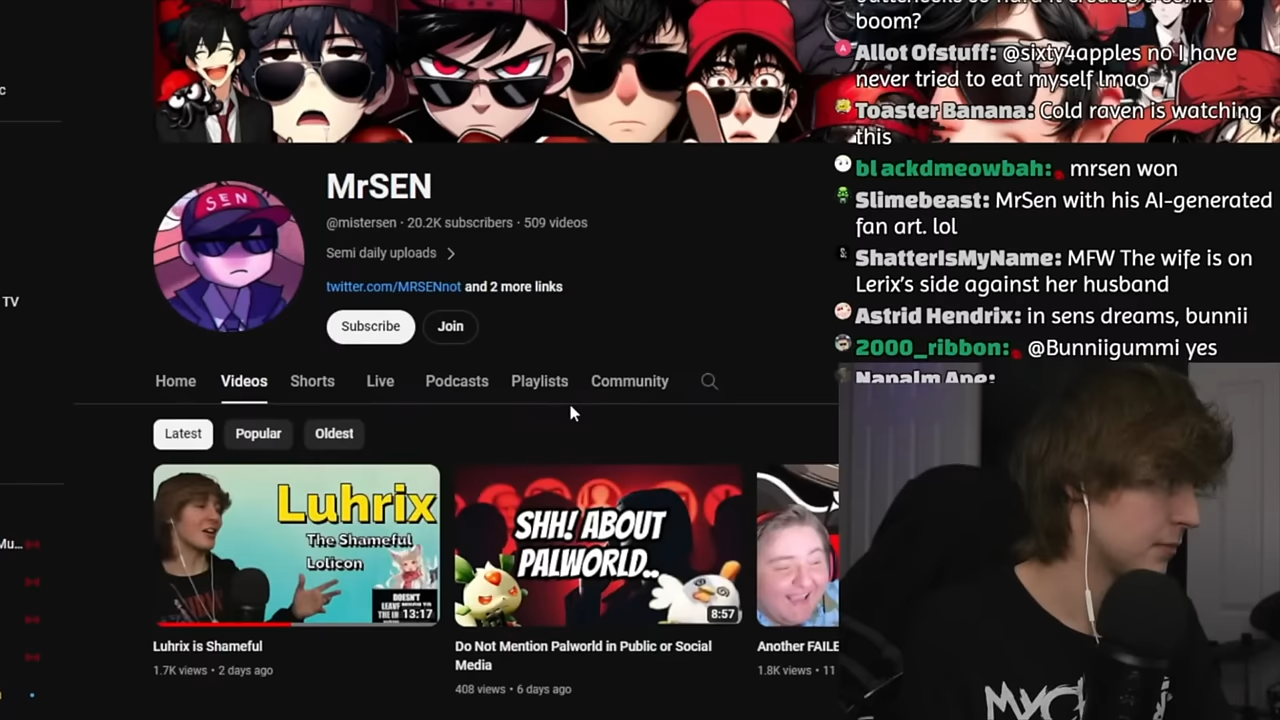 c
TV
Mu...
SEN
MrSEN
@mistersen · 20.2K subscribers · 509 videos
Semi daily uploads
twitter.com/MRSENnot and 2 more links
Subscribe
Join
Home
Videos
Shorts
Live
Podcasts
Playlists
Community
Latest
Popular
Oldest
Luhrix
The Shameful
Lolicon
DOESN'T
LEAVE
13:17
Luhrix is Shameful
1.7K views • 2 days ago
SHH! ABOUT
PALWORLD..
8:57
Do Not Mention Palworld in Public or Social
Media
408 views • 6 days ago
Another FAILE
1.8K views • 11
boom?
Allot Ofstuff: @sixty4apples no I have
never tried to eat myself lmao
Toaster Banana: Cold raven is watching
this
bl ackdmeowbah: mrsen won
Slimebeast: MrSen with his AI-generated
fan art. lol
ShatterIsMyName: MFW The wife is on
Lerix's side against her husband
Astrid Hendrix: in sens dreams, bunnii
2000_ribbon: @Bunniigummi yes
Napalm Ape: